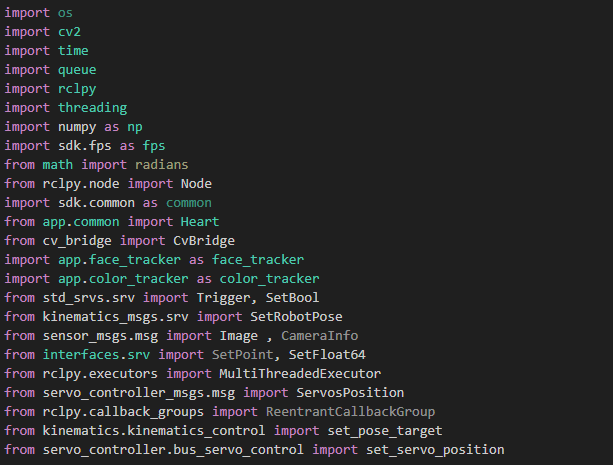 import os
import cv2
import time
import queue
import rclpy
import threading
import numpy as np
import sdk.fps as fps
from math import radians
from rclpy.node import Node
import sdk.common as common
from app.common import Heart
from cv_bridge import CvBridge
import app.face_tracker as face_tracker
import app.color_tracker as color_tracker
from std_srvs.srv import Trigger, SetBool
from kinematics_msgs.srv import SetRobotPose
from sensor_msgs.msg import Image , CameraInfo
from interfaces.srv import SetPoint, SetFloat64
from rclpy.executors import MultiThreadedExecutor
from servo_controller_msgs.msg import ServosPosition
from rclpy.callback_groups import ReentrantCallbackGroup
from kinematics.kinematics_control import set_pose_target
from servo_controller.bus_servo_control import set_servo_position